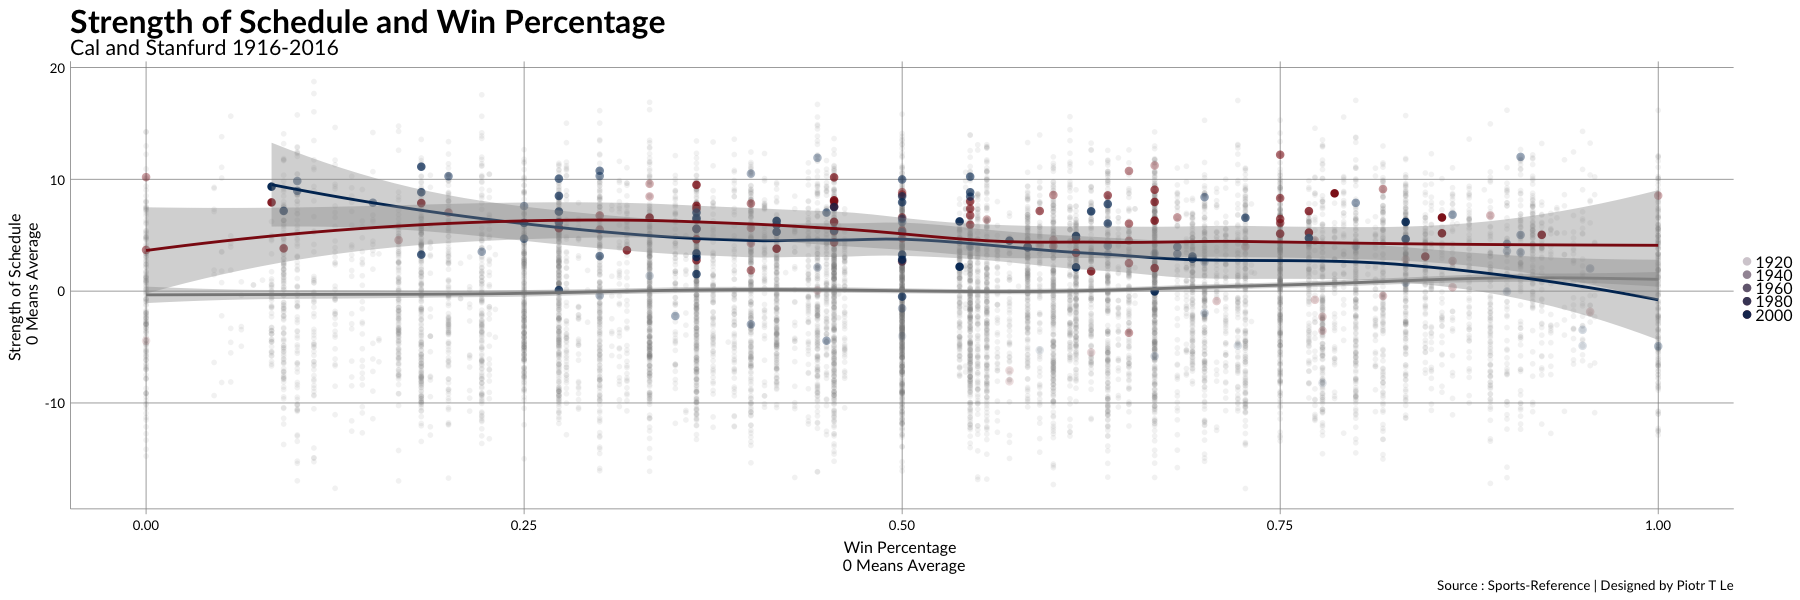 Strength of Schedule and Win Percentage
Cal and Stanfurd 1916-2016
20
10
0
-10
Strength of Schedule
0 Means Average
0.00
0.25
0.50
0.75
1.00
Win Percentage
0 Means Average
1920
1940
1960
1980
2000
Source : Sports-Reference | Designed by Piotr T Le